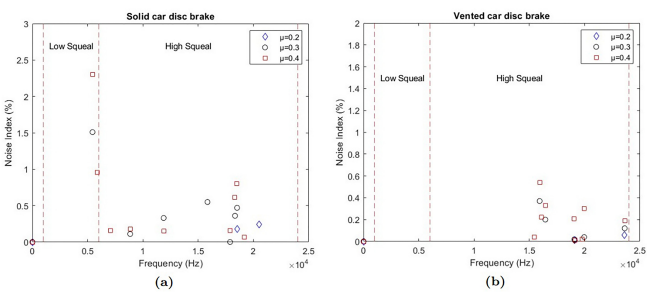 Solid car disc brake
3
2.5
2
1.5
1
0.5
0
Noise Index (%)
Low Squeal
High Squeal
μ=0.2
μ=0.3
μ=0.4
0
0.5
1
1.5
2
2.5
×10⁴
Frequency (Hz)
(a)
Vented car disc brake
2
1.8
1.6
1.4
1.2
1
0.8
0.6
0.4
0.2
0
Noise Index (%)
Low Squeal
High Squeal
μ=0.2
μ=0.3
μ=0.4
0
0.5
1
1.5
2
2.5
×10⁴
Frequency (Hz)
(b)